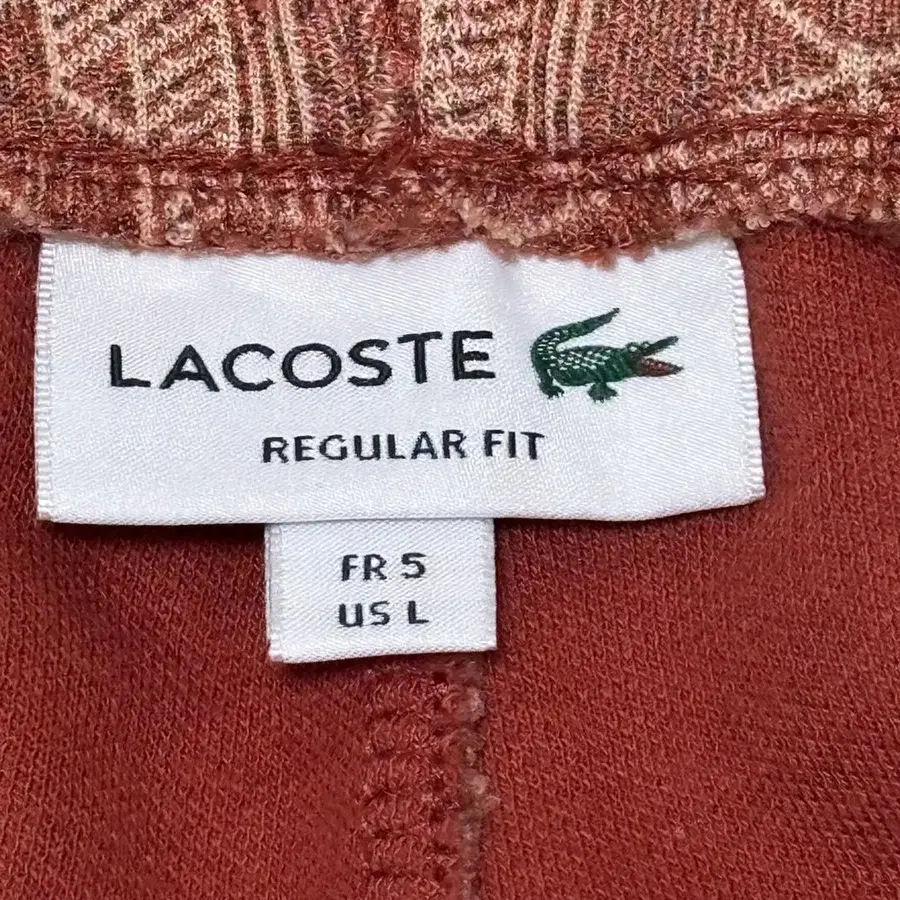 LACOSTE
REGULAR FIT
FR 5
US L